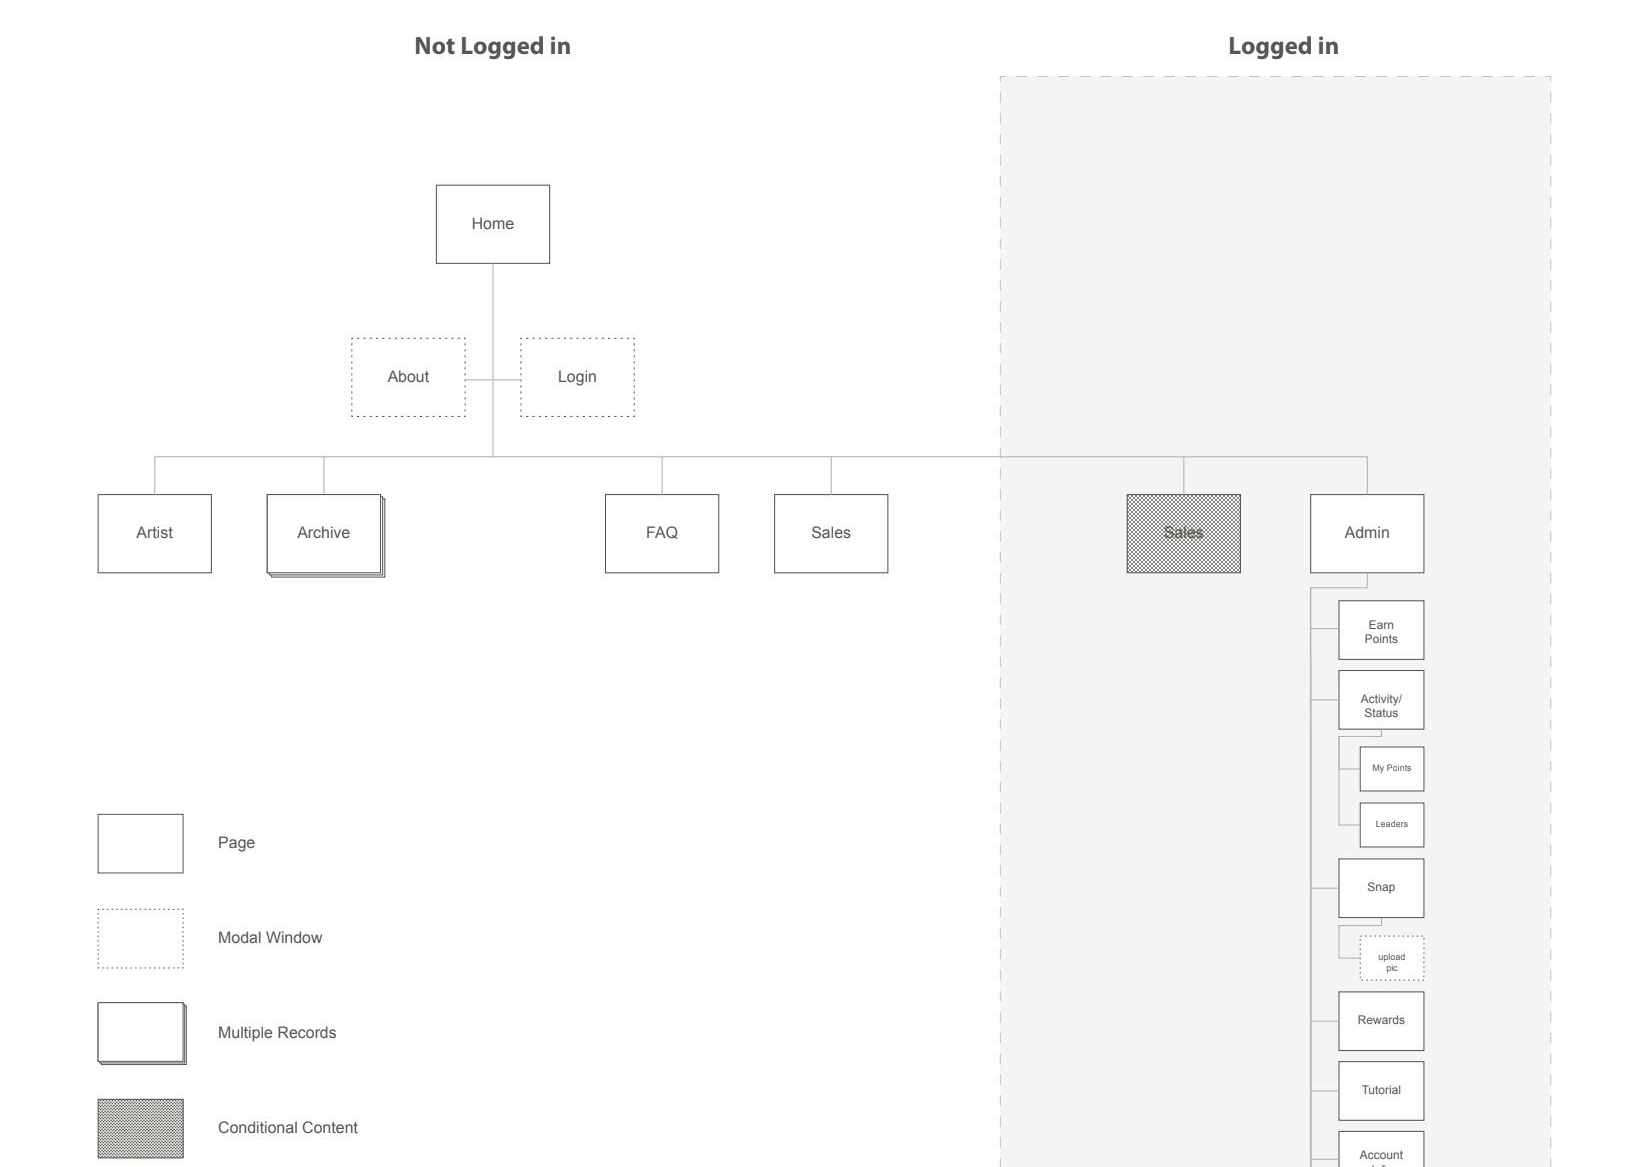 Not Logged in
Logged in
Home
About
Login
Artist
Archive
FAQ
Sales
Sales
Admin
Earn
Points
Activity/
Status
My Points
Leaders
Snap
upload
pic
Rewards
Tutorial
Account
Page
Modal Window
Multiple Records
Conditional Content